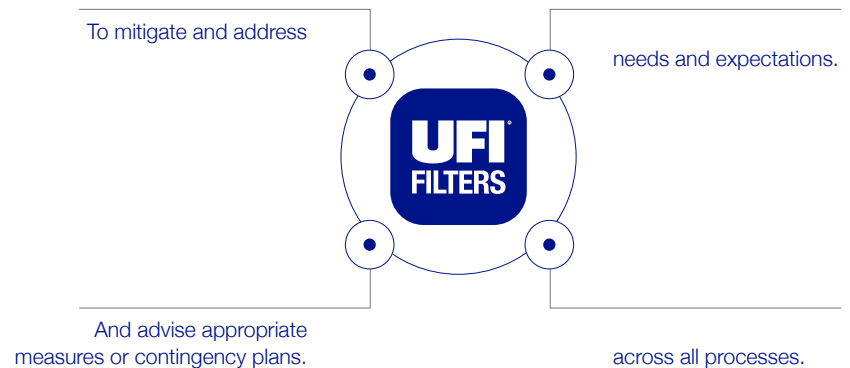 To mitigate and address
needs and expectations.
UFI®
FILTERS
And advise appropriate
measures or contingency plans.
across all processes.